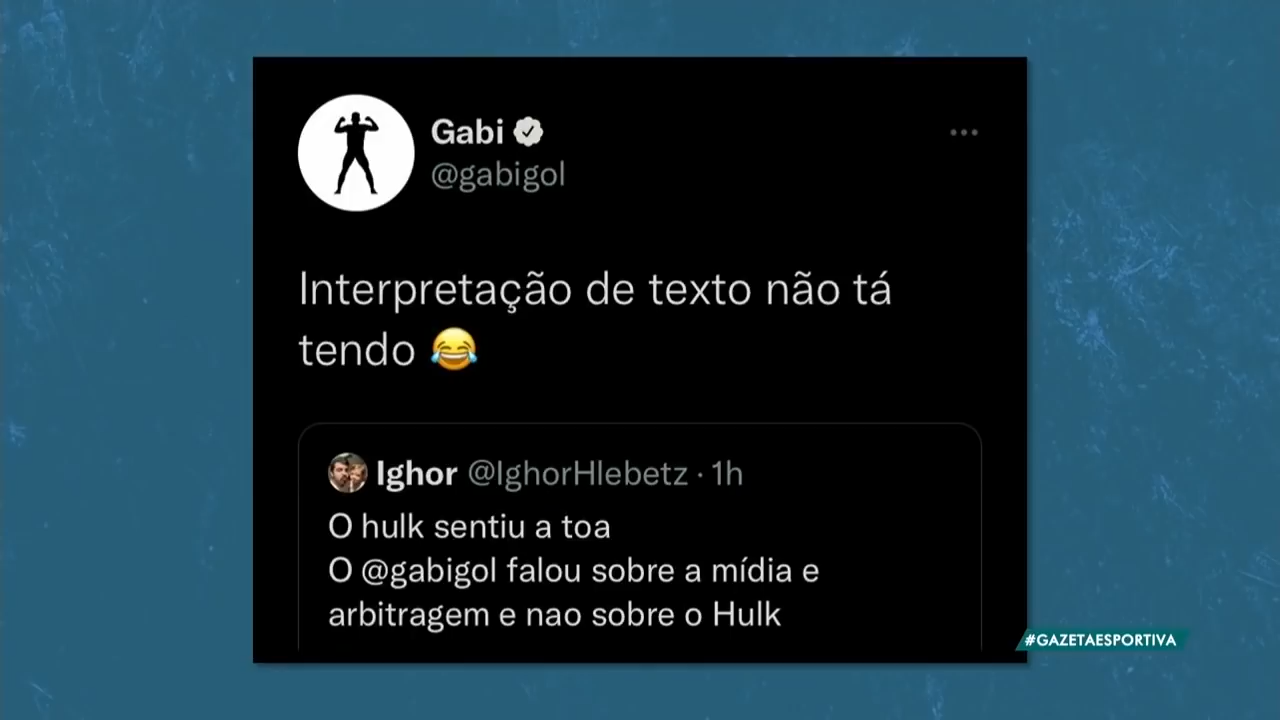 Gabi
@gabigol
Interpretação de texto não tá
tendo 😂
Ighor @IghorHlebetz · 1h
O hulk sentiu a toa
O @gabigol falou sobre a mídia e
arbitragem e nao sobre o Hulk
#GAZETAESPORTIVA